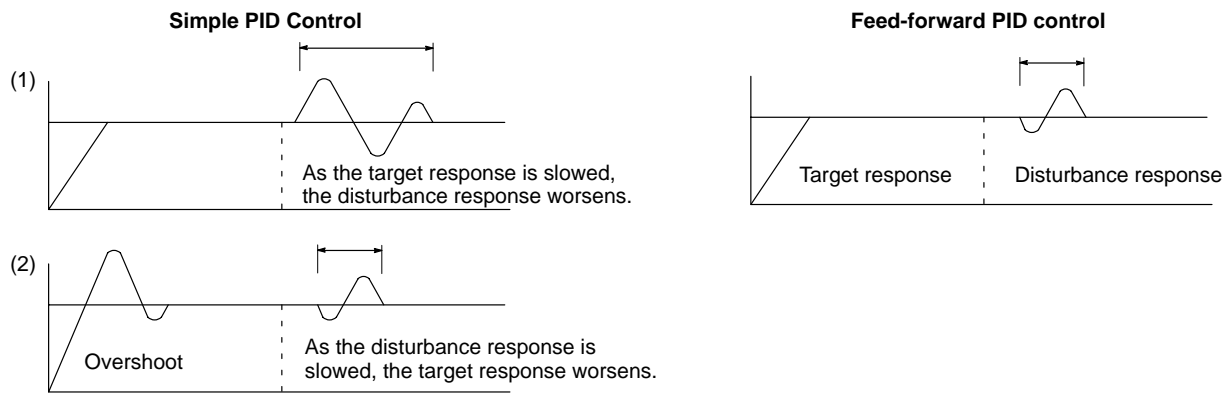 Simple PID Control
Feed-forward PID control
(1)
As the target response is slowed,
the disturbance response worsens.
Target response
Disturbance response
(2)
Overshoot
As the disturbance response is
slowed, the target response worsens.